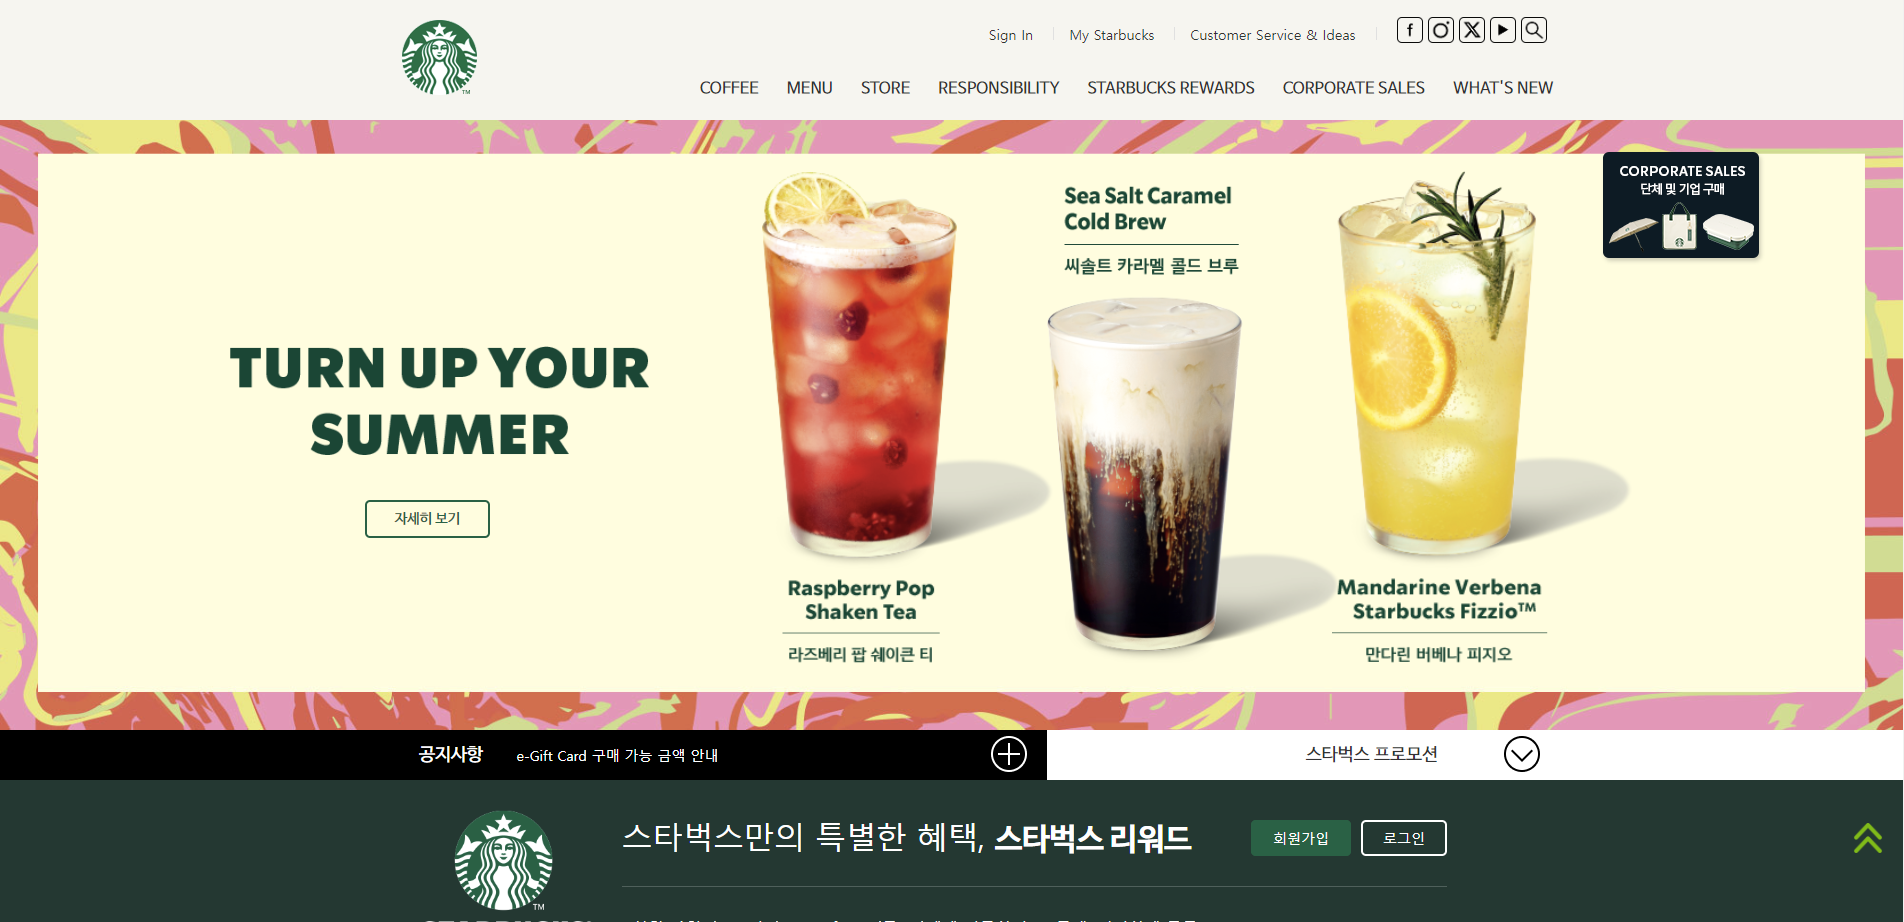 Sign In
My Starbucks
Customer Service & Ideas
COFFEE
MENU
STORE
RESPONSIBILITY
STARBUCKS REWARDS
CORPORATE SALES
WHAT'S NEW
CORPORATE SALES
단체 및 기업 구매
TURN UP YOUR
SUMMER
자세히 보기
Sea Salt Caramel
Cold Brew
씨솔트 카라멜 콜드 브루
Raspberry Pop
Shaken Tea
라즈베리 팝 쉐이큰 티
Mandarine Verbena
Starbucks Fizzio™
만다린 버베나 피지오
공지사항
e-Gift Card 구매 가능 금액 안내
스타벅스 프로모션
스타벅스만의 특별한 혜택, 스타벅스 리워드
회원가입
로그인